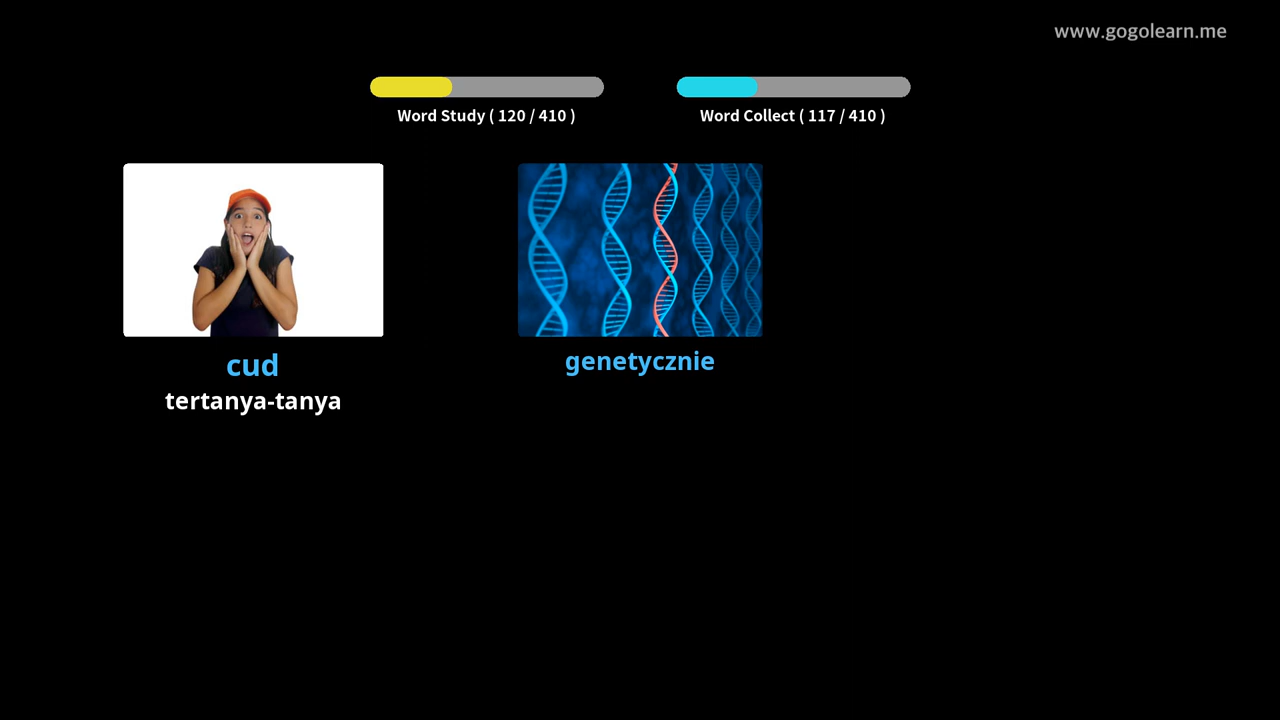 www.gogolearn.me
Word Study ( 120 / 410 )
Word Collect ( 117 / 410 )
cud
tertanya-tanya
genetycznie